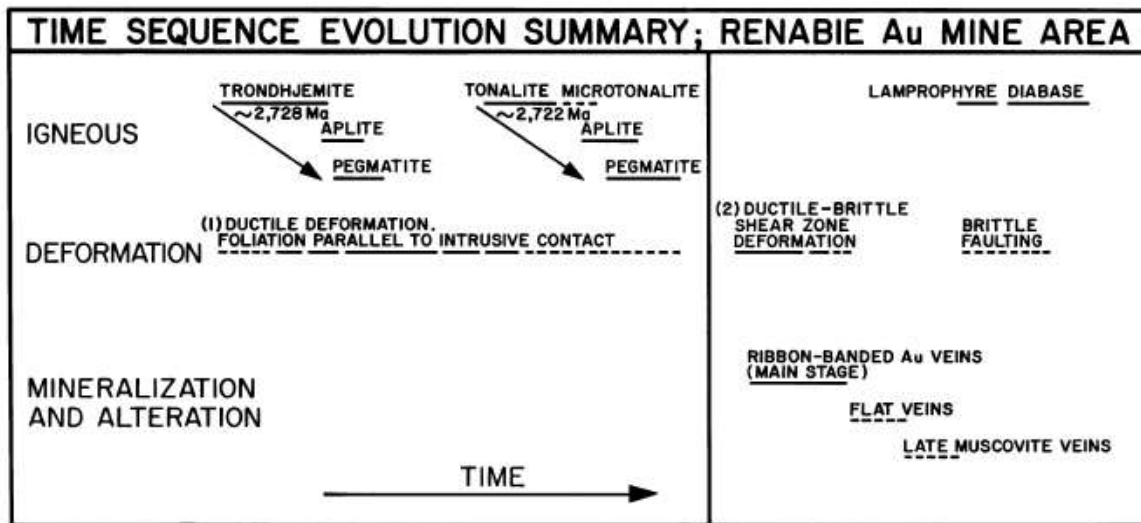 TIME SEQUENCE EVOLUTION SUMMARY; RENABIE Au MINE AREA
IGNEOUS
TRONDHJEMITE
~2,728 Ma
APLITE
PEGMATITE
TONALITE MICROTONALITE
~2,722 Ma
APLITE
PEGMATITE
LAMPROPHYRE DIABASE
DEFORMATION
(1) DUCTILE DEFORMATION.
FOLIATION PARALLEL TO INTRUSIVE CONTACT
(2) DUCTILE-BRITTLE
SHEAR ZONE
DEFORMATION
BRITTLE
FAULTING
MINERALIZATION
AND ALTERATION
RIBBON-BANDED Au VEINS
(MAIN STAGE)
FLAT VEINS
LATE MUSCOVITE VEINS
TIME